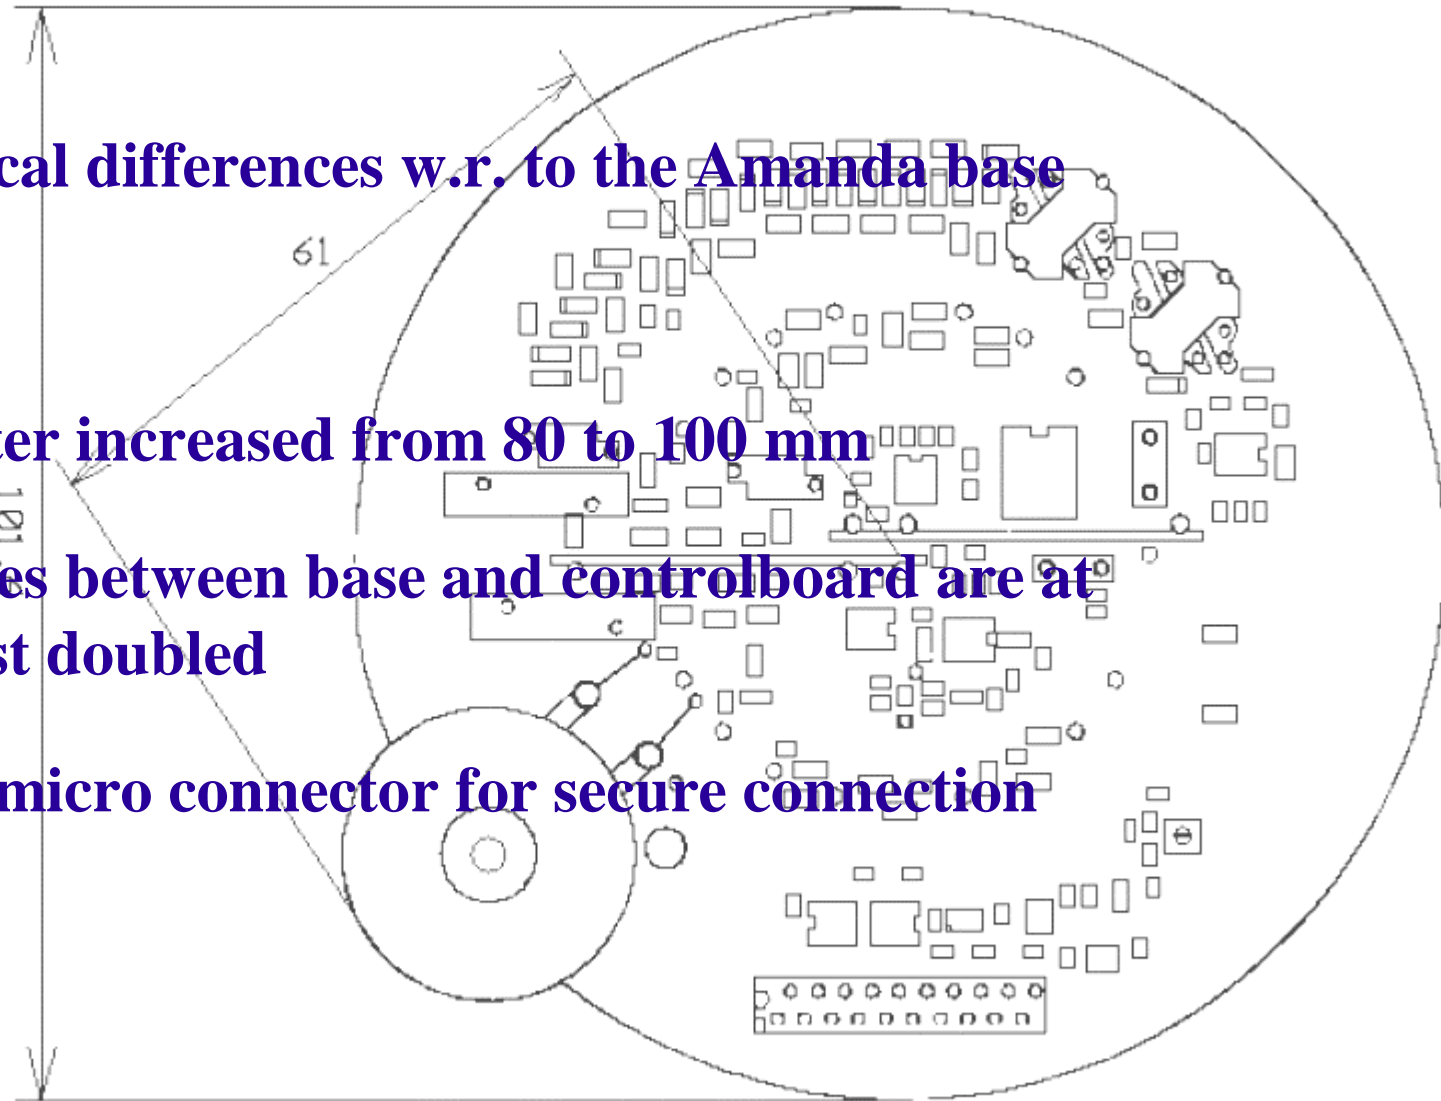 cal differences w.r. to the Amanda base
61
ter increased from 80 to 100 mm
es between base and controlboard are at
st doubled
micro connector for secure connection